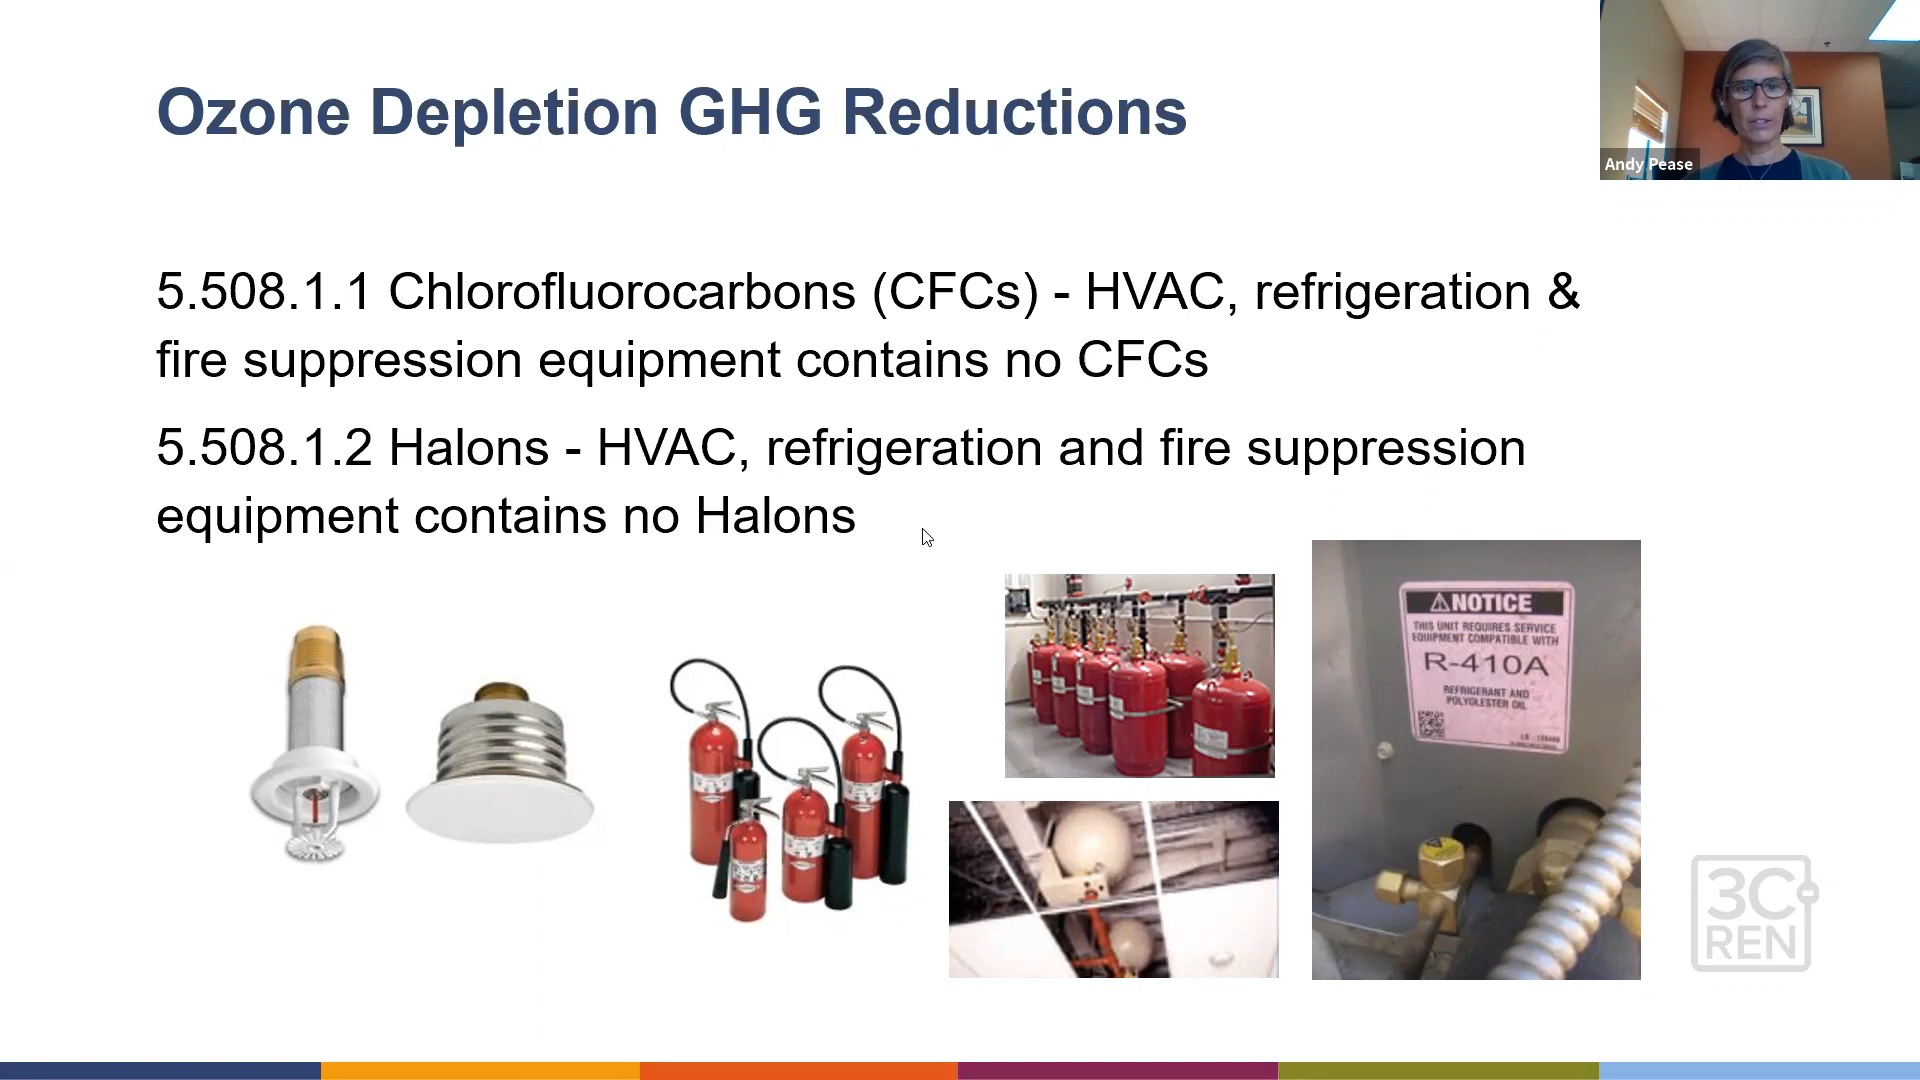 Ozone Depletion GHG Reductions
Andy Pease
5.508.1.1 Chlorofluorocarbons (CFCs) - HVAC, refrigeration &
fire suppression equipment contains no CFCs
5.508.1.2 Halons - HVAC, refrigeration and fire suppression
equipment contains no Halons
NOTICE
THIS UNIT REQUIRES SERVICE
EQUIPMENT COMPATIBLE WITH
R-410A
REFRIGERANT AND
POLYOLESTER OIL
3C
REN